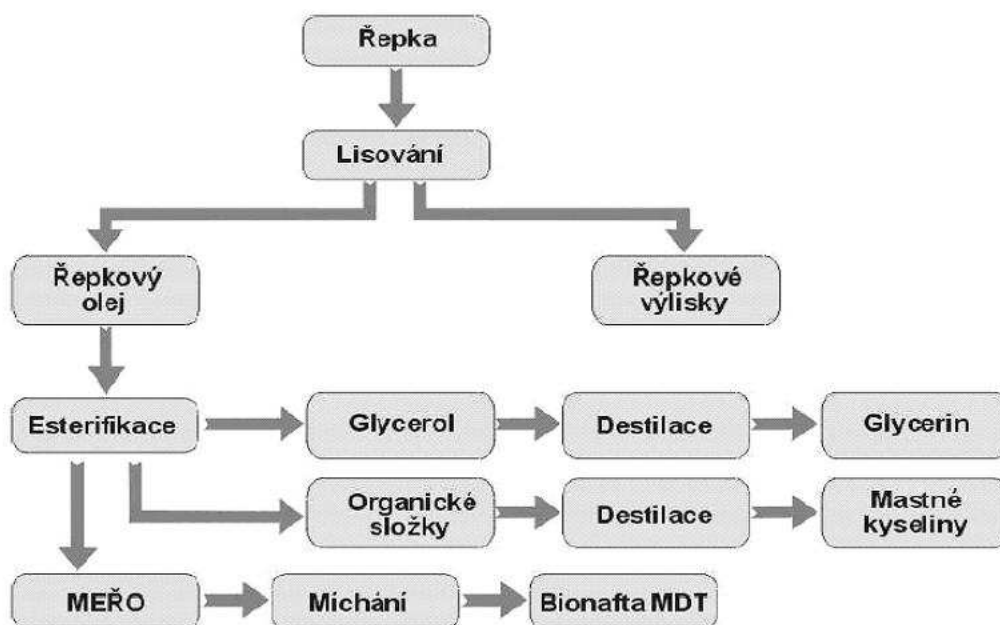 Řepka
Lisování
Řepkový
olej
Řepkové
výlisky
Esterifikace
Glycerol
Destilace
Glycerin
Organické
složky
Destilace
Mastné
kyseliny
MEŘO
Míchání
Bionafta MDT